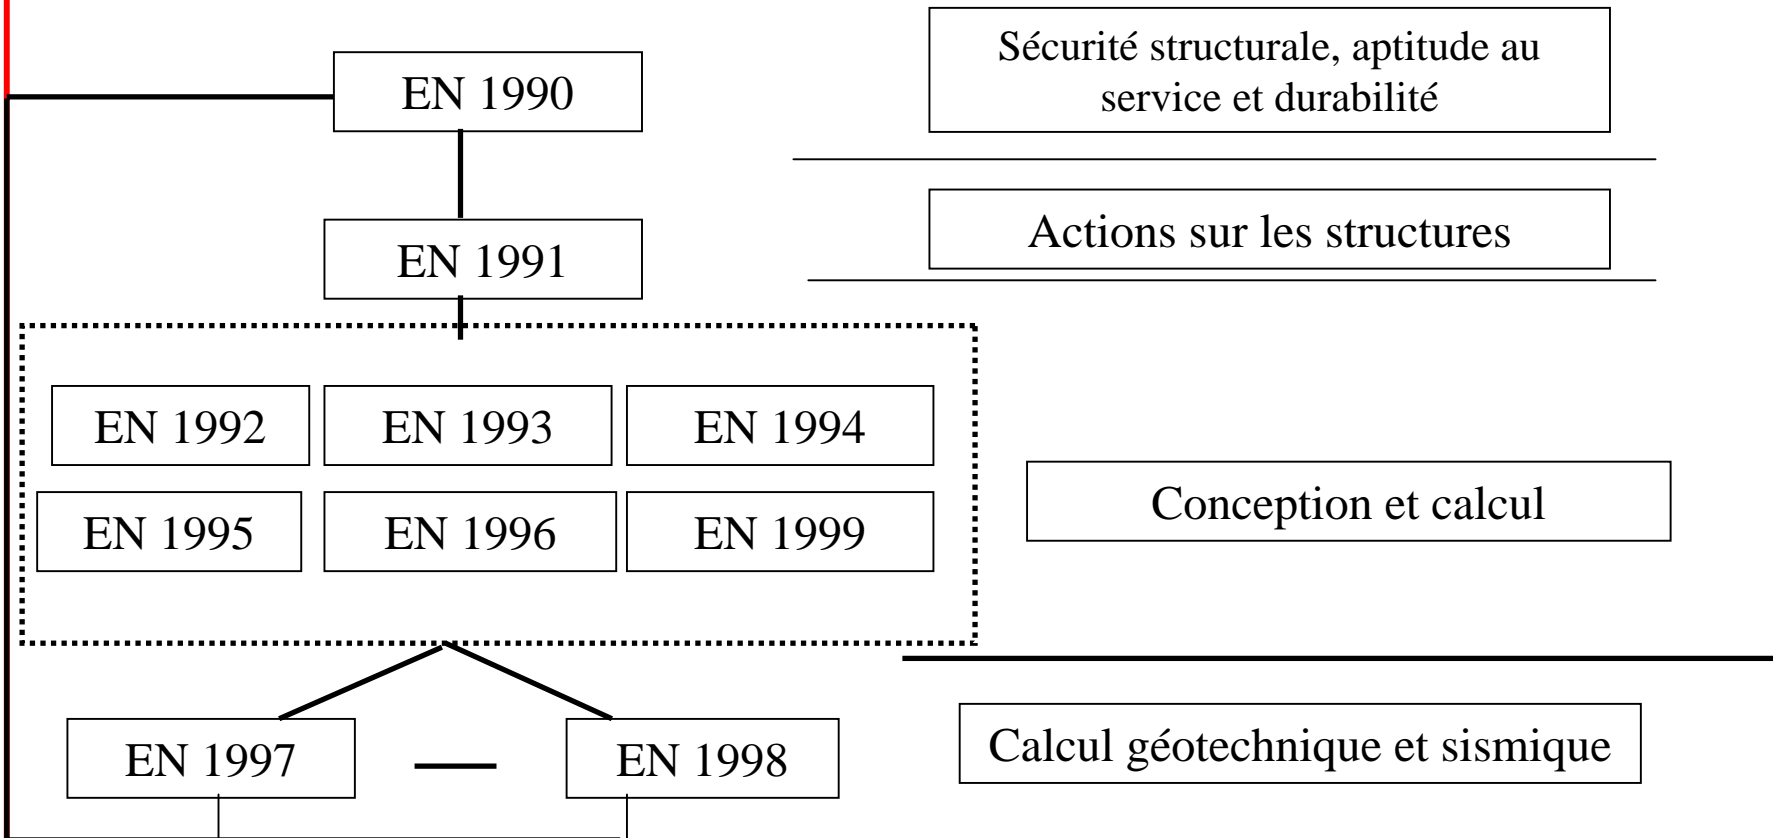 EN 1990
Sécurité structurale, aptitude au
service et durabilité
EN 1991
Actions sur les structures
EN 1992
EN 1993
EN 1994
EN 1995
EN 1996
EN 1999
Conception et calcul
EN 1997
EN 1998
Calcul géotechnique et sismique